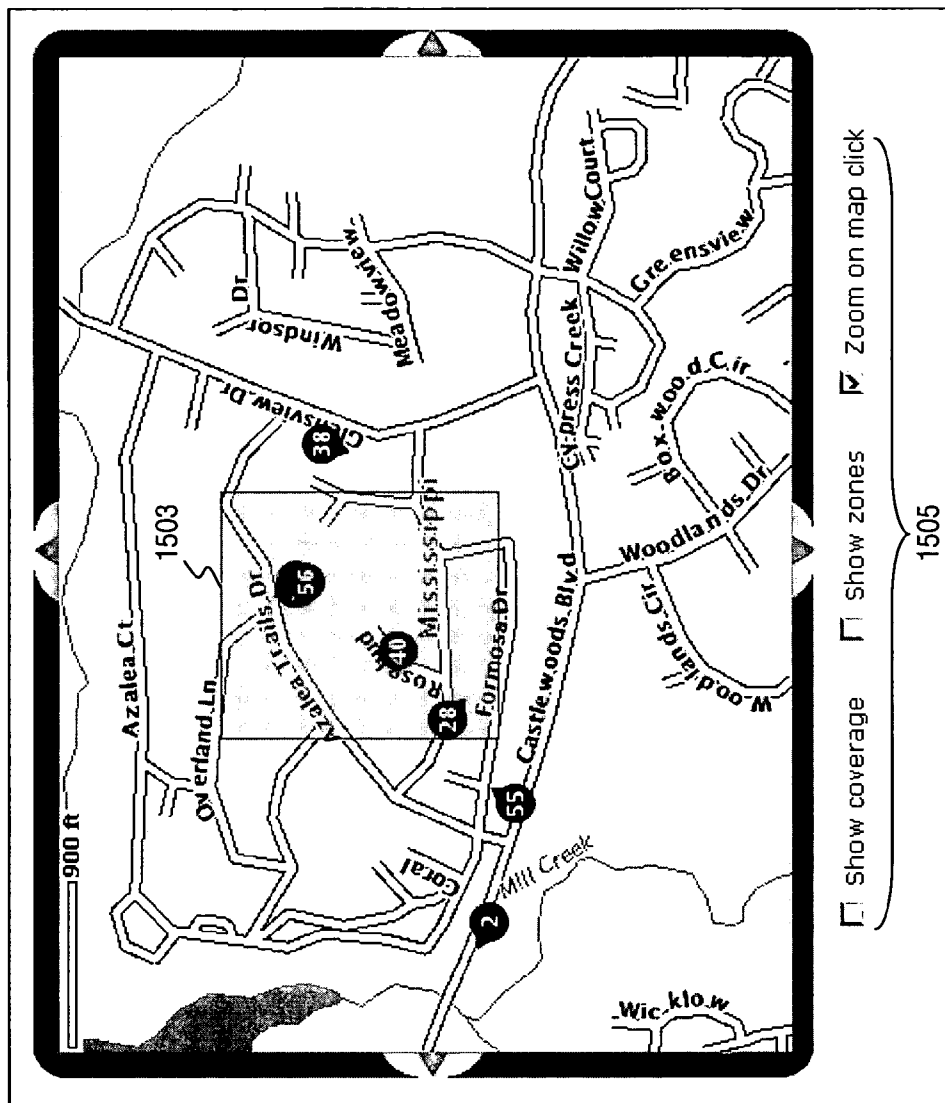 900 ft
Azalea Ct
1503
Overland Ln
Azalea Trails Dr
Glensview Dr
Windsor Dr
Meadowview
56
38
40
28
55
2
Rosebud
Mississippi
Formosa Dr
Coral
Castlewoods Blvd
Mill Creek
Cypress Creek
Willow Court
Greensview
Boxwood Cir
Woodlands Dr
Woodlands Cir
Wicklow
Show coverage
Show zones
Zoom on map click
1505